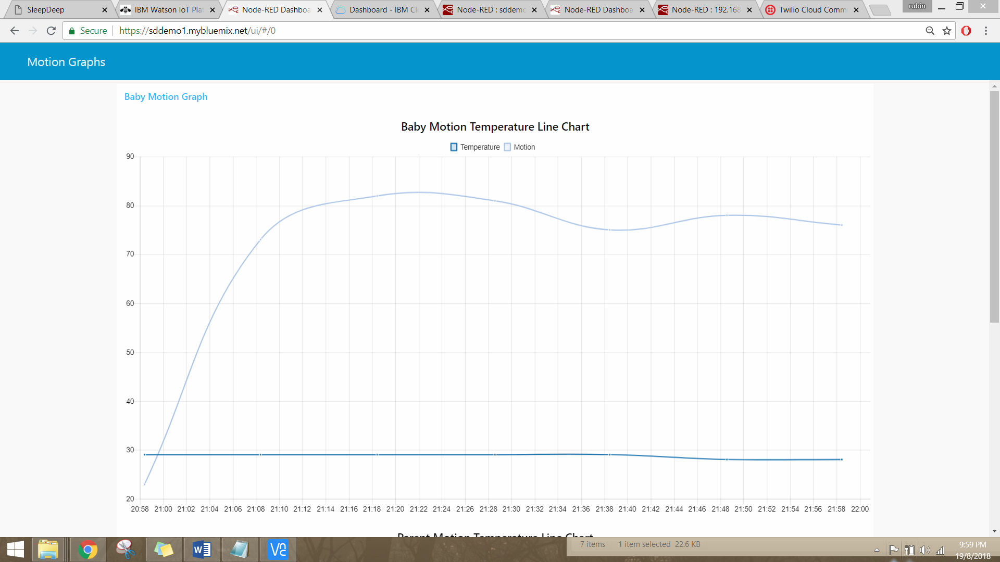 SleepDeep
IBM Watson IoT Pla
Node-RED Dashboa
Dashboard - IBM Cl
Node-RED : sddemo
Node-RED Dashboa
Node-RED : 192.168
Twilio Cloud Comm
rubin
Secure
https://sddemo1.mybluemix.net/ui/#/0
Motion Graphs
Baby Motion Graph
Baby Motion Temperature Line Chart
Temperature Motion
90
80
70
60
50
40
30
20
20:58 21:00 21:02 21:04 21:06 21:08 21:10 21:12 21:14 21:16 21:18 21:20 21:22 21:24 21:26 21:28 21:30 21:32 21:34 21:36 21:38 21:40 21:42 21:44 21:46 21:48 21:50 21:52 21:54 21:56 21:58 22:00
Parent Motion Temperature Line Chart
7 items 1 item selected 22.6 KB
9:59 PM
19/8/2018